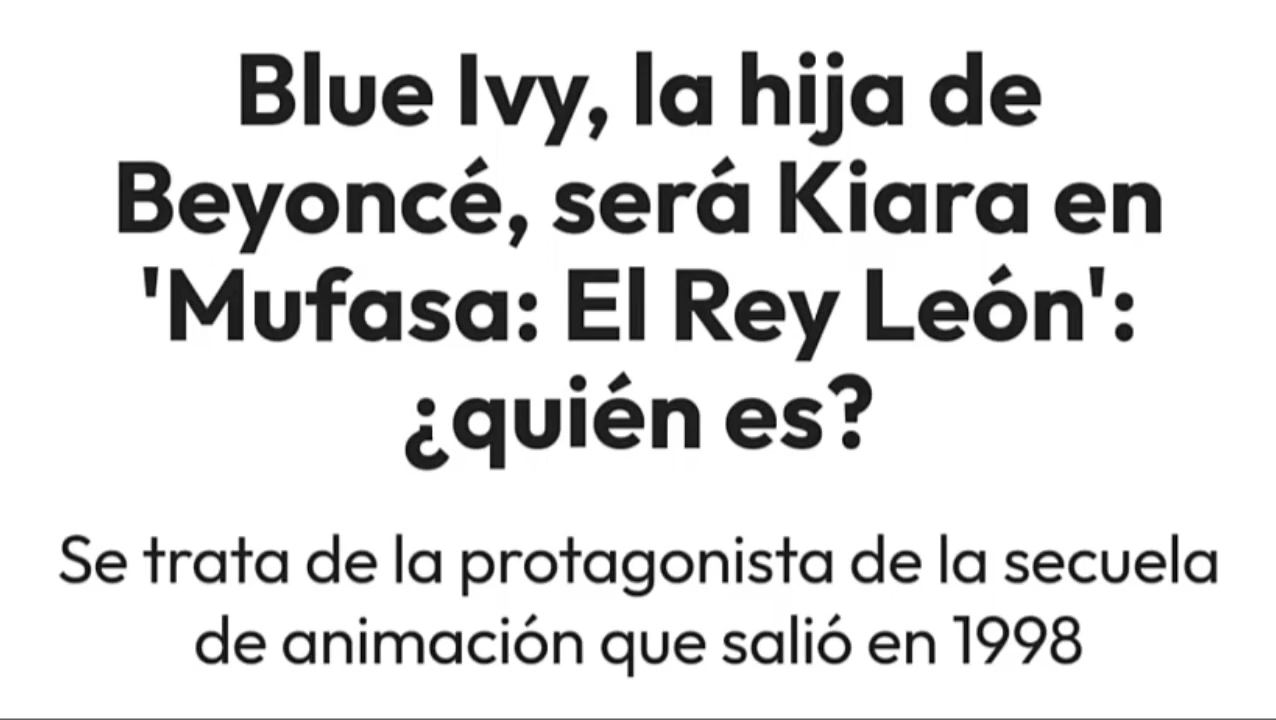 Blue Ivy, la hija de
Beyoncé, será Kiara en
'Mufasa: El Rey León':
¿quién es?
Se trata de la protagonista de la secuela
de animación que salió en 1998